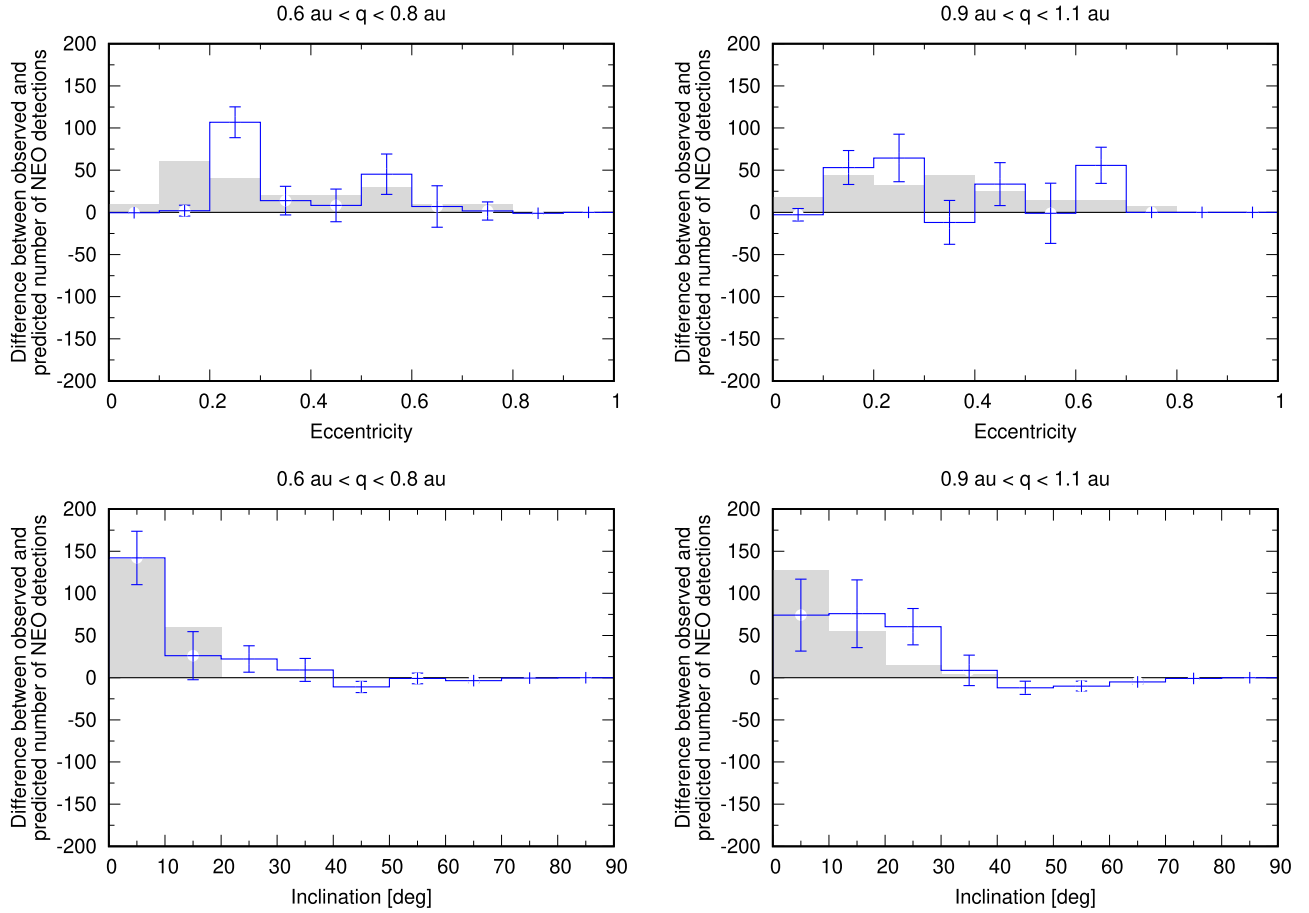 0.6 au < q < 0.8 au
Difference between observed and
predicted number of NEO detections
200
150
100
50
0
-50
-100
-150
-200
0 0.2 0.4 0.6 0.8 1
Eccentricity
0.9 au < q < 1.1 au
Difference between observed and
predicted number of NEO detections
200
150
100
50
0
-50
-100
-150
-200
0 0.2 0.4 0.6 0.8 1
Eccentricity
0.6 au < q < 0.8 au
Difference between observed and
predicted number of NEO detections
200
150
100
50
0
-50
-100
-150
-200
0 10 20 30 40 50 60 70 80 90
Inclination [deg]
0.9 au < q < 1.1 au
Difference between observed and
predicted number of NEO detections
200
150
100
50
0
-50
-100
-150
-200
0 10 20 30 40 50 60 70 80 90
Inclination [deg]